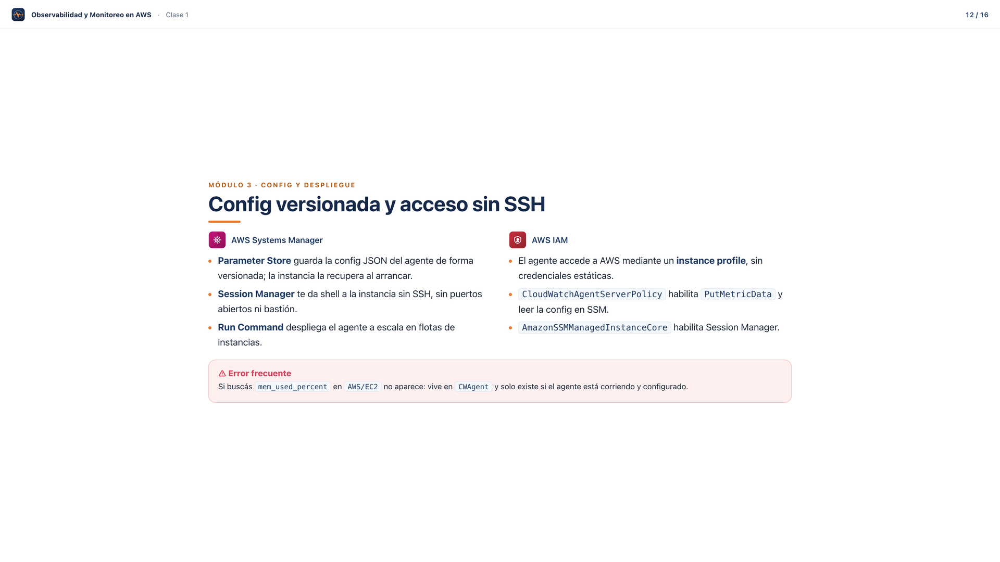 Observabilidad y Monitoreo en AWS · Clase 1
12 / 16
MÓDULO 3 · CONFIG Y DESPLIEGUE
Config versionada y acceso sin SSH
AWS Systems Manager
Parameter Store guarda la config JSON del agente de forma
versionada; la instancia la recupera al arrancar.
Session Manager te da shell a la instancia sin SSH, sin puertos
abiertos ni bastión.
Run Command despliega el agente a escala en flotas de
instancias.
AWS IAM
El agente accede a AWS mediante un instance profile, sin
credenciales estáticas.
CloudWatchAgentServerPolicy habilita PutMetricData y
leer la config en SSM.
AmazonSSMManagedInstanceCore habilita Session Manager.
Error frecuente
Si buscás mem_used_percent en AWS/EC2 no aparece: vive en CWAgent y solo existe si el agente está corriendo y configurado.